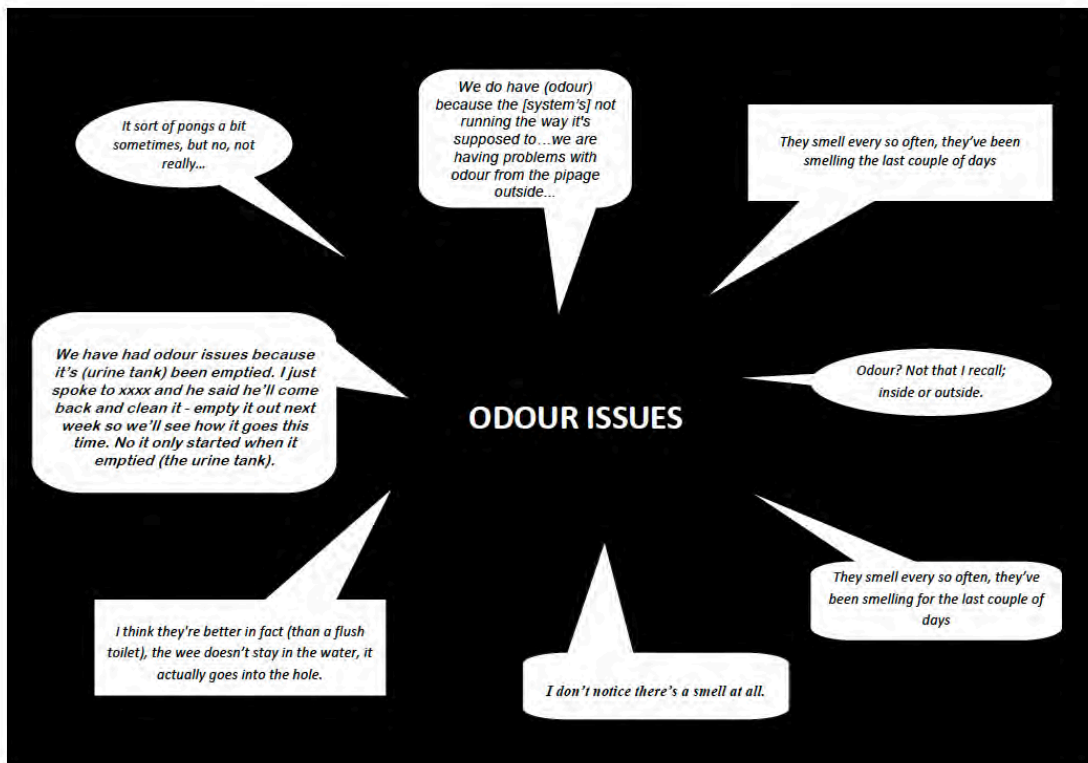 It sort of pongs a bit
sometimes, but no, not
really...
We do have (odour)
because the [system's] not
running the way it's
supposed to...we are
having problems with
odour from the pipage
outside...
They smell every so often, they've been
smelling the last couple of days
We have had odour issues because
it's (urine tank) been emptied. I just
spoke to xxxx and he said he'll come
back and clean it - empty it out next
week so we'll see how it goes this
time. No it only started when it
emptied (the urine tank).
ODOUR ISSUES
Odour? Not that I recall;
inside or outside.
I think they're better in fact (than a flush
toilet), the wee doesn't stay in the water, it
actually goes into the hole.
I don't notice there's a smell at all.
They smell every so often, they've
been smelling for the last couple of
days